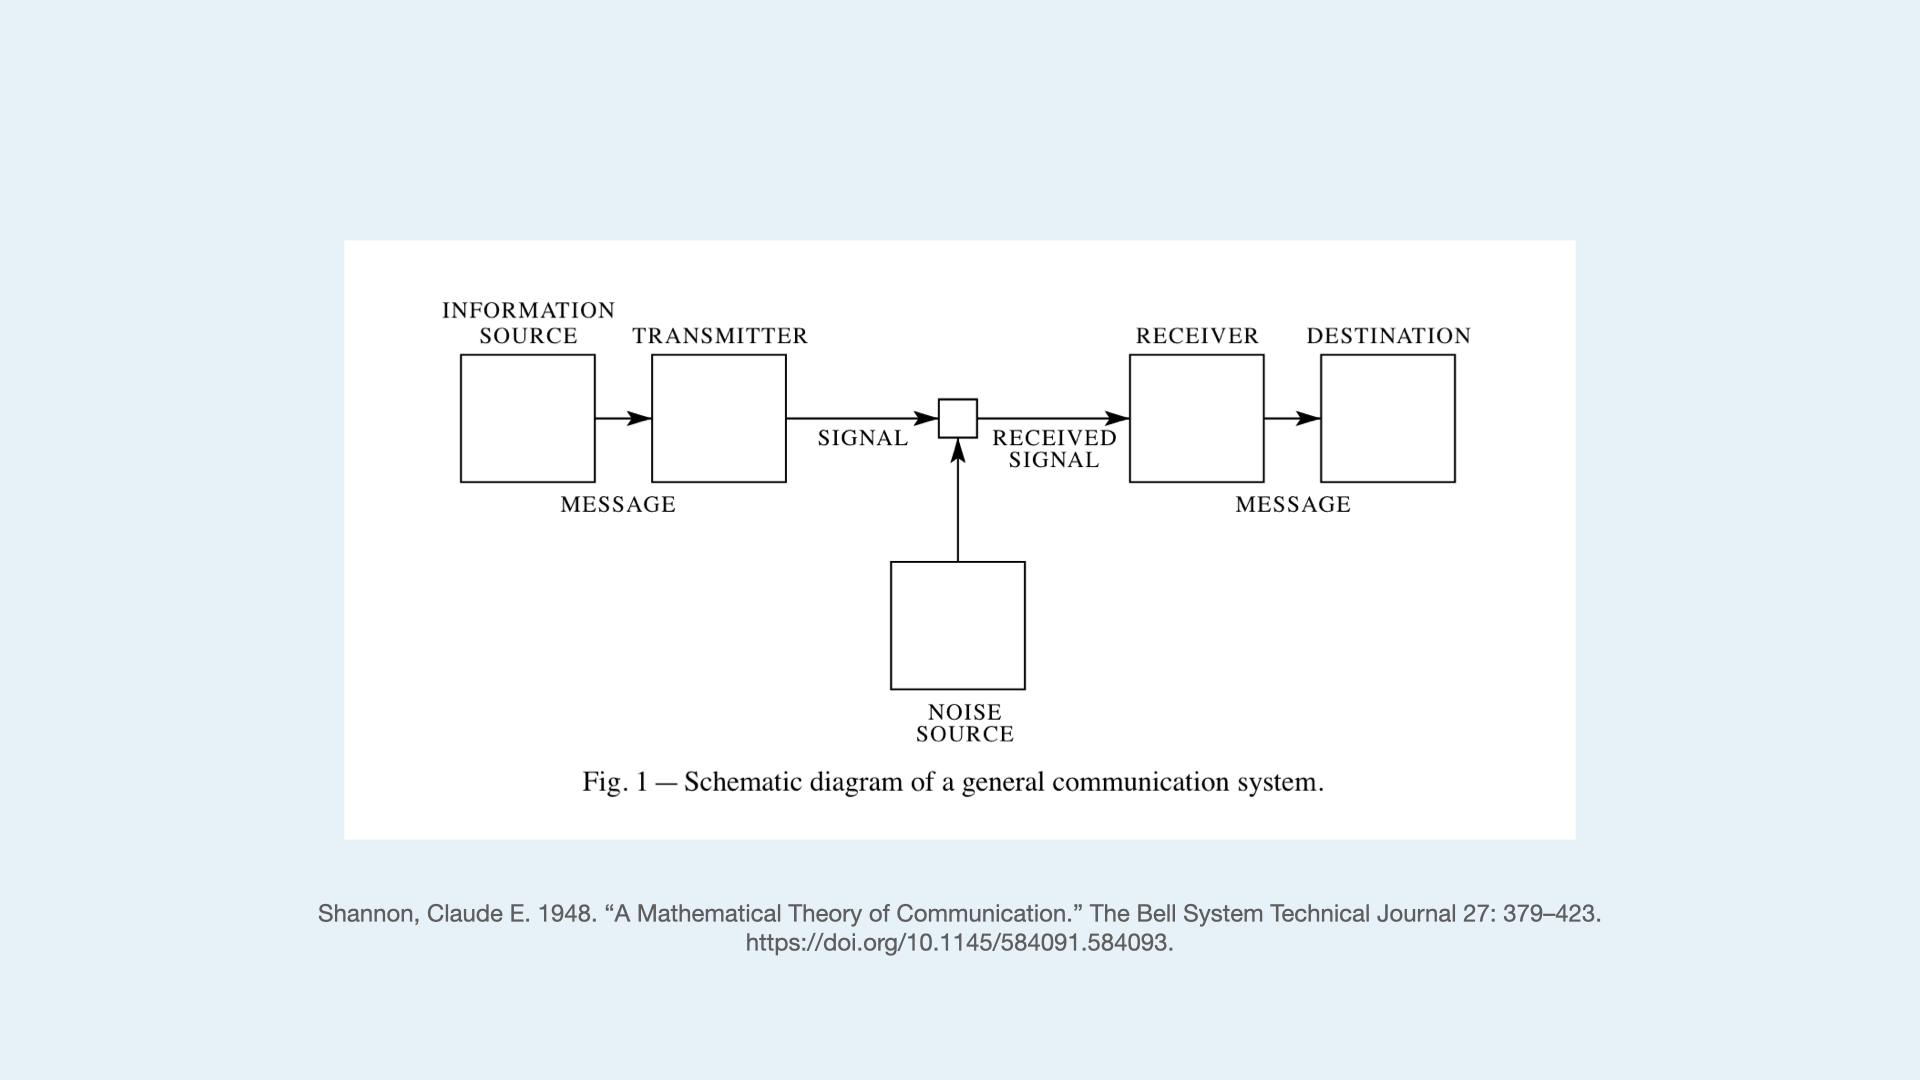 INFORMATION
SOURCE
TRANSMITTER
RECEIVER
DESTINATION
SIGNAL
RECEIVED
SIGNAL
MESSAGE
MESSAGE
NOISE
SOURCE
Fig. 1 — Schematic diagram of a general communication system.
Shannon, Claude E. 1948. “A Mathematical Theory of Communication.” The Bell System Technical Journal 27: 379–423.
https://doi.org/10.1145/584091.584093.